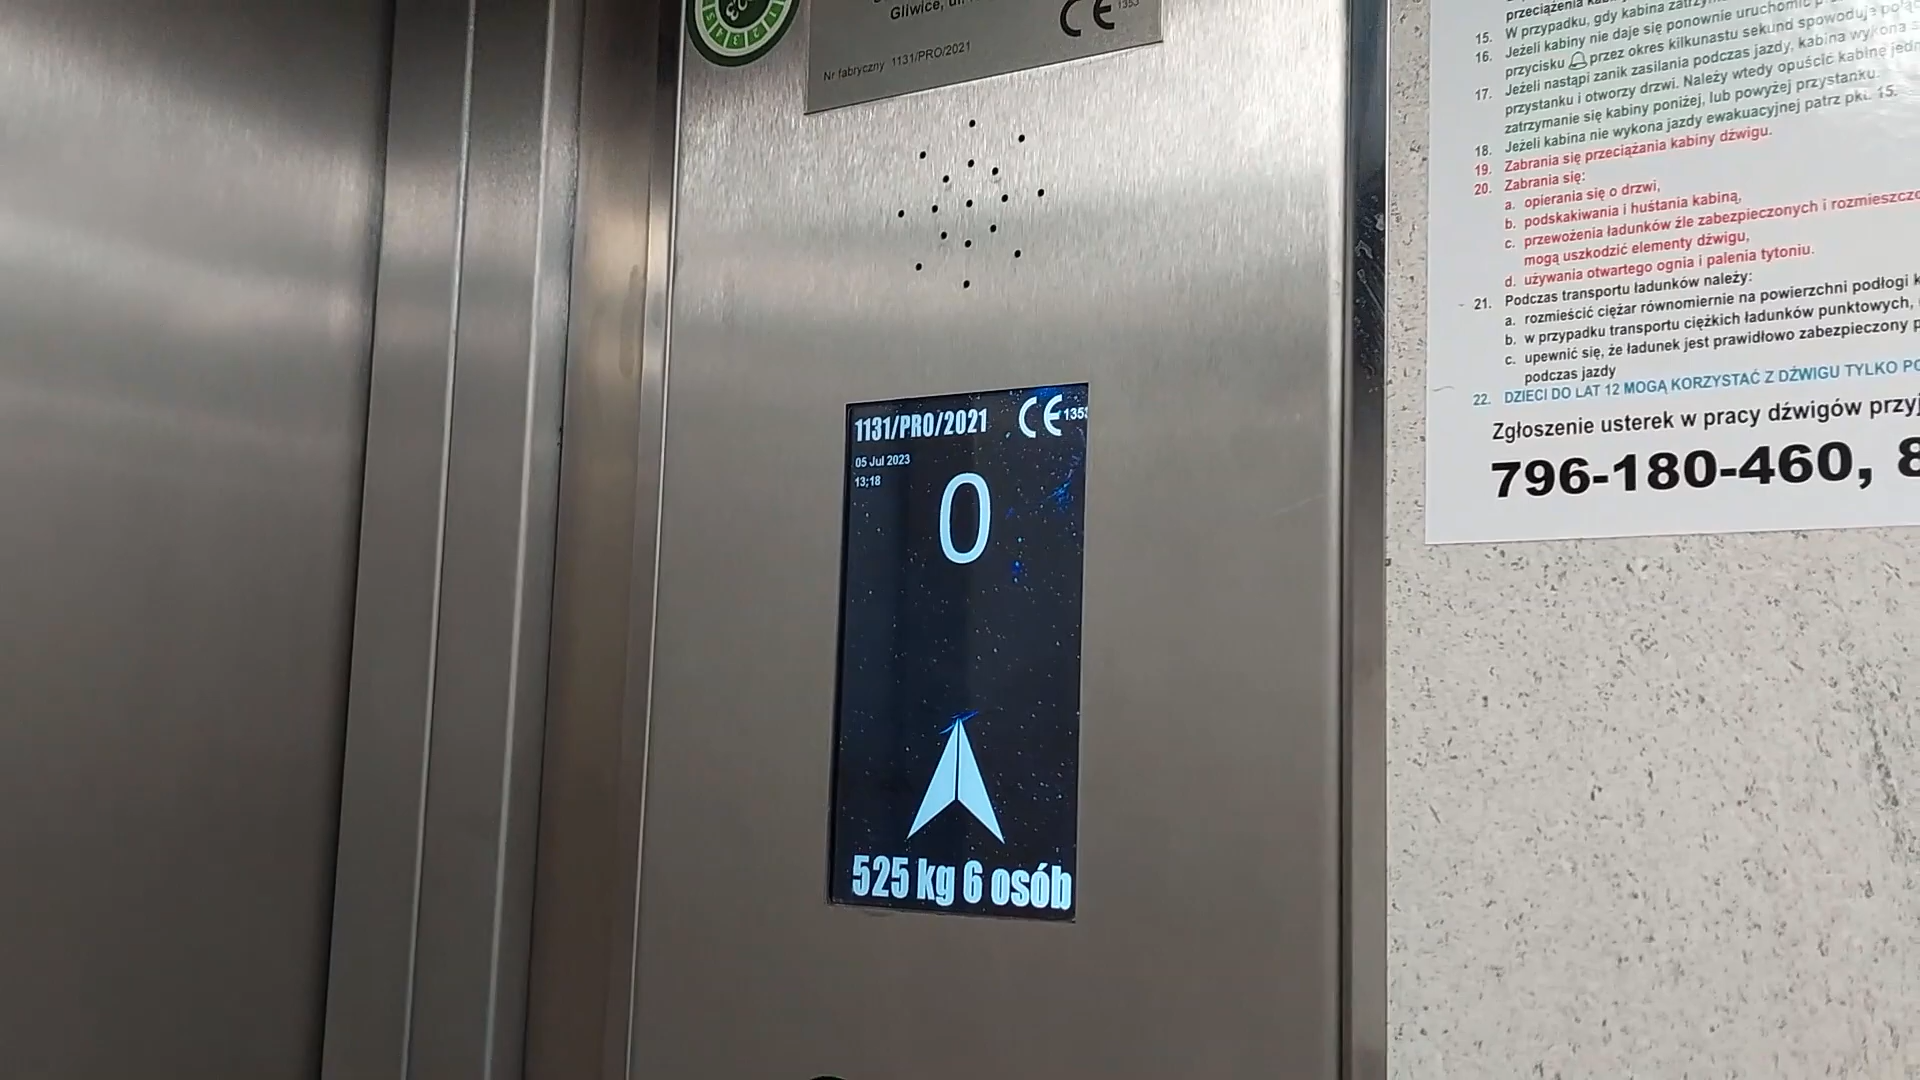 Gliwice, ul.
CE 1353
Nr fabryczny 1131/PRO/2021
1131/PRO/2021 CE 1353
05 Jul 2023
13;18
0
525 kg 6 osób
przeciążenia
15. W przypadku, gdy kabina
16. Jeżeli kabiny nie daje się ponownie uruchomić
przycisku przez okres kilkunastu sekund spowoduje
17. Jeżeli nastąpi zanik zasilania podczas jazdy, kabina wykona
przystanku i otworzy drzwi. Należy wtedy opuścić kabinę
zatrzymanie się kabiny poniżej, lub powyżej przystanku.
18. Jeżeli kabina nie wykona jazdy ewakuacyjnej patrz pkt. 15.
19. Zabrania się przeciążania kabiny dźwigu.
20. Zabrania się:
a. opierania się o drzwi,
b. podskakiwania i huśtania kabiną,
c. przewożenia ładunków źle zabezpieczonych i
mogą uszkodzić elementy dźwigu,
d. używania otwartego ognia i palenia tytoniu.
21. Podczas transportu ładunków należy:
a. rozmieścić ciężar równomiernie na powierzchni podłogi
b. w przypadku transportu ciężkich ładunków punktowych,
c. upewnić się, że ładunek jest prawidłowo zabezpieczony
podczas jazdy
22. DZIECI DO LAT 12 MOGĄ KORZYSTAĆ Z DŹWIGU TYLKO
Zgłoszenie usterek w pracy dźwigów
796-180-460, 8